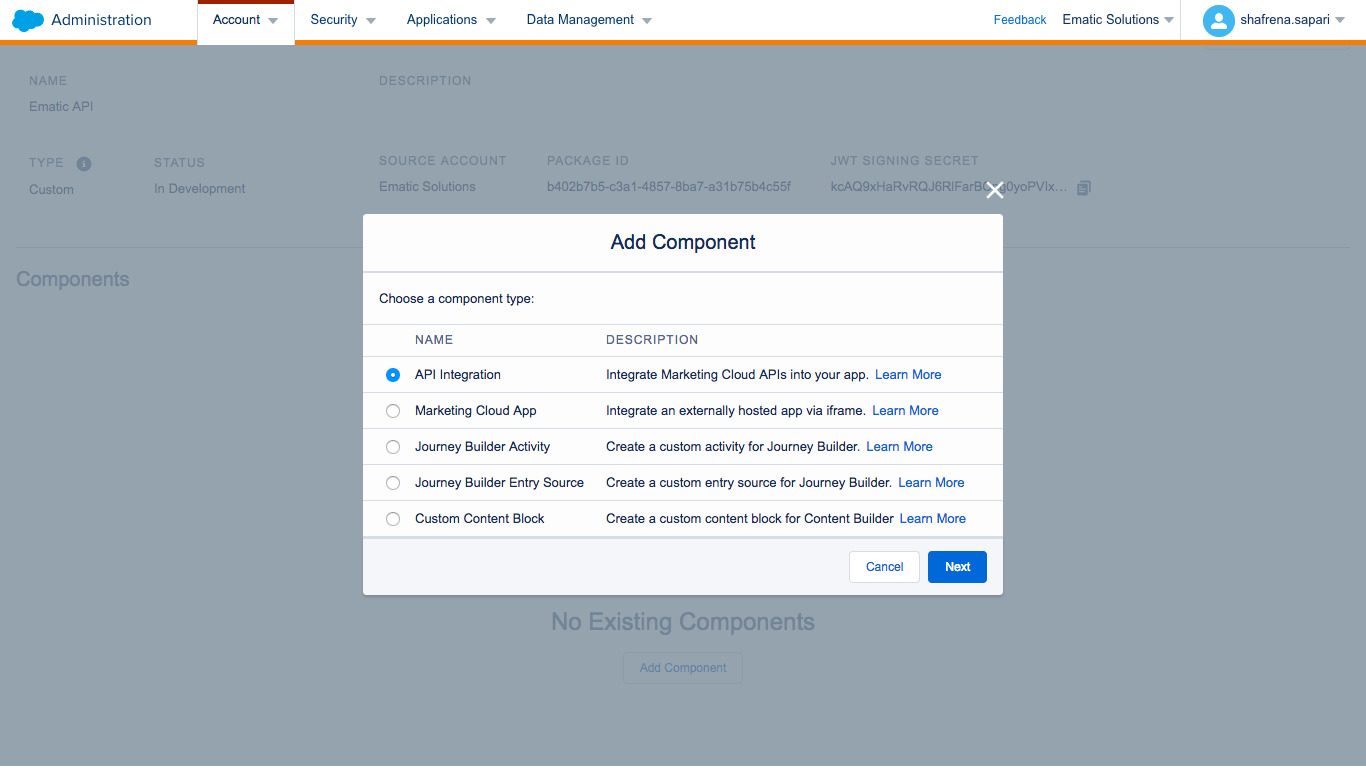 Administration Account Security Applications Data Management Feedback Ematic Solutions shafrena.sapari
NAME DESCRIPTION
Ematic API
TYPE STATUS SOURCE ACCOUNT PACKAGE ID JWT SIGNING SECRET
Custom In Development Ematic Solutions b402b7b5-c3a1-4857-8ba7-a31b75b4c55f
Components
Add Component
Choose a component type:
NAME DESCRIPTION
API Integration Integrate Marketing Cloud APIs into your app. Learn More
Marketing Cloud App Integrate an externally hosted app via iframe. Learn More
Journey Builder Activity Create a custom activity for Journey Builder. Learn More
Journey Builder Entry Source Create a custom entry source for Journey Builder. Learn More
Custom Content Block Create a custom content block for Content Builder Learn More
Cancel Next
No Existing Components
Add Component